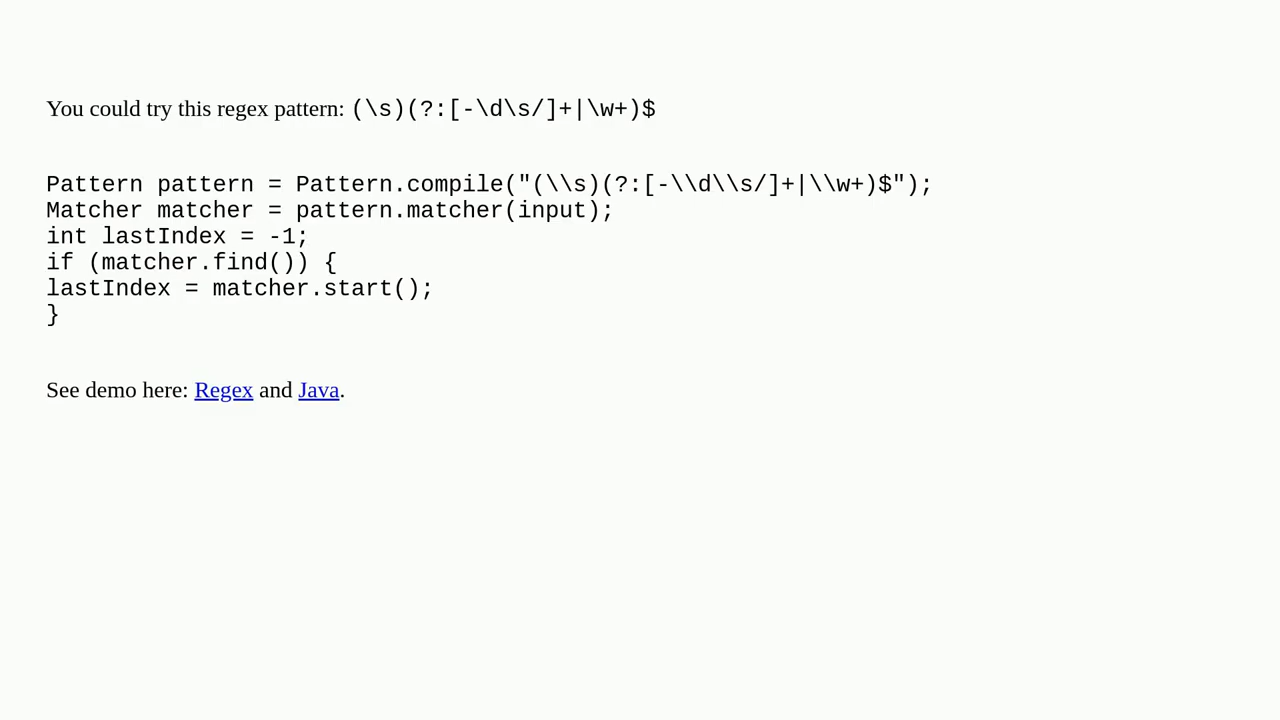 You could try this regex pattern: (\s)(?:[-\d\s/]+|\w+)$
Pattern pattern = Pattern.compile("(\\s)(?:[-\\d\\s/]+|\\w+)$");
Matcher matcher = pattern.matcher(input);
int lastIndex = -1;
if (matcher.find()) {
lastIndex = matcher.start();
}
See demo here: Regex and Java.